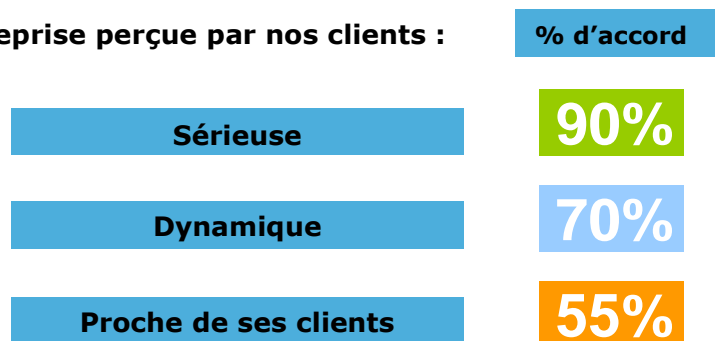 eprise perçue par nos clients :
% d’accord
Sérieuse
90%
Dynamique
70%
Proche de ses clients
55%